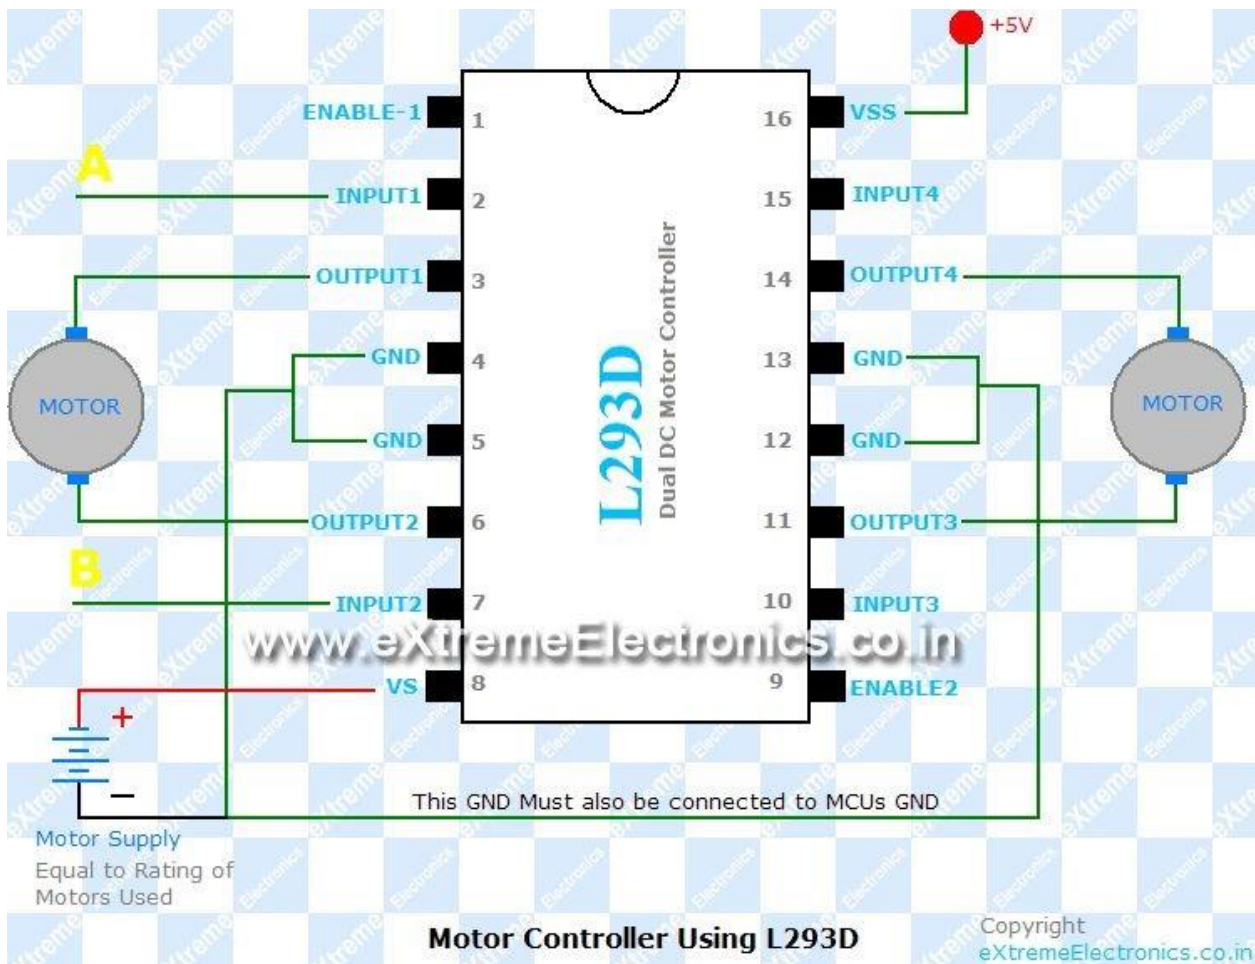 +5V
ENABLE-1
1
16
VSS
A
INPUT1
2
15
INPUT4
OUTPUT1
3
14
OUTPUT4
GND
4
13
GND
MOTOR
L293D
Dual DC Motor Controller
MOTOR
GND
5
12
GND
OUTPUT2
6
11
OUTPUT3
B
INPUT2
7
10
INPUT3
www.eXtremeElectronics.co.in
VS
8
9
ENABLE2
+
–
This GND Must also be connected to MCUs GND
Motor Supply
Equal to Rating of
Motors Used
Motor Controller Using L293D
Copyright
eXtremeElectronics.co.in
eXtreme
Electronics